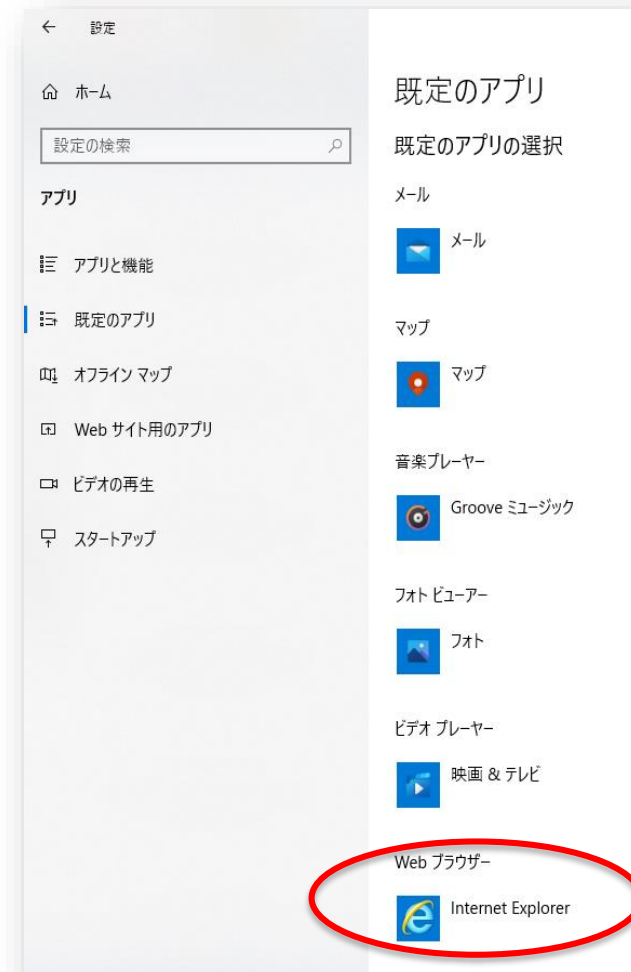 設定
ホーム
設定の検索
アプリ
アプリと機能
既定のアプリ
オフライン マップ
Web サイト用のアプリ
ビデオの再生
スタートアップ
既定のアプリ
既定のアプリの選択
メール
メール
マップ
マップ
音楽プレーヤー
Groove ミュージック
フォト ビューアー
フォト
ビデオ プレーヤー
映画 & テレビ
Web ブラウザー
Internet Explorer